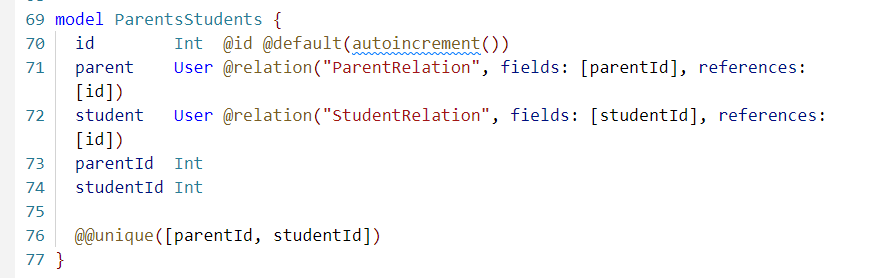 69 model ParentsStudents {
70 id Int @id @default(autoincrement())
71 parent User @relation("ParentRelation", fields: [parentId], references:
[id])
72 student User @relation("StudentRelation", fields: [studentId], references:
[id])
73 parentId Int
74 studentId Int
75
76 @@unique([parentId, studentId])
77 }